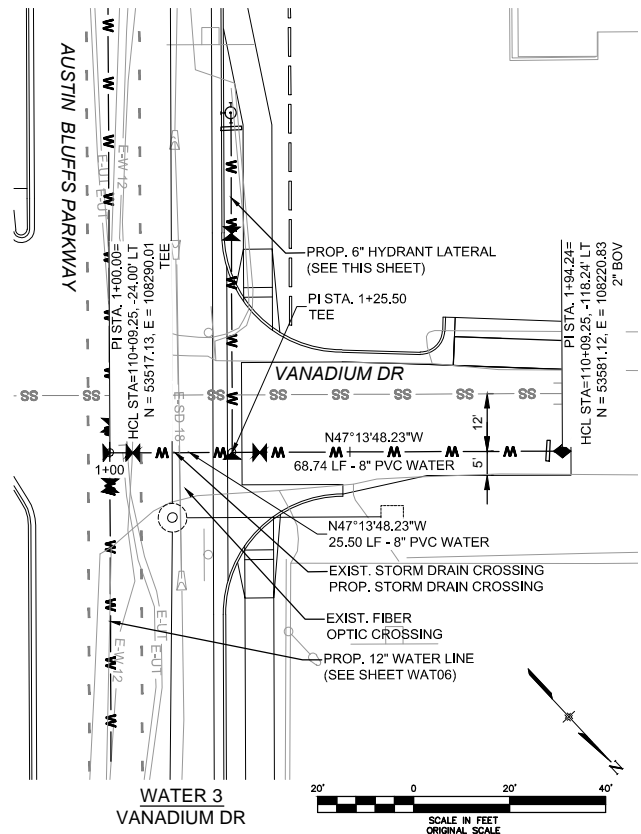 AUSTIN BLUFFS PARKWAY
E-W 12
E-UT
E-UT
PI STA. 1+00.00=
HCL STA=110+09.25, -24.00' LT
N = 53517.13, E = 108290.01
TEE
PROP. 6" HYDRANT LATERAL
(SEE THIS SHEET)
PI STA. 1+25.50
TEE
PI STA. 1+94.24=
HCL STA=110+09.25, -118.24' LT
N = 53581.12, E = 108220.83
2" BOV
VANADIUM DR
SS SS SS SS SS SS SS
E-SD 18
12'
5'
W W W W W W W
1+00
N47°13'48.23"W
68.74 LF - 8" PVC WATER
N47°13'48.23"W
25.50 LF - 8" PVC WATER
EXIST. STORM DRAIN CROSSING
PROP. STORM DRAIN CROSSING
EXIST. FIBER
OPTIC CROSSING
PROP. 12" WATER LINE
(SEE SHEET WAT06)
E-W 12
E-UT
E-UT
N
WATER 3
VANADIUM DR
20' 0 20' 40'
SCALE IN FEET
ORIGINAL SCALE